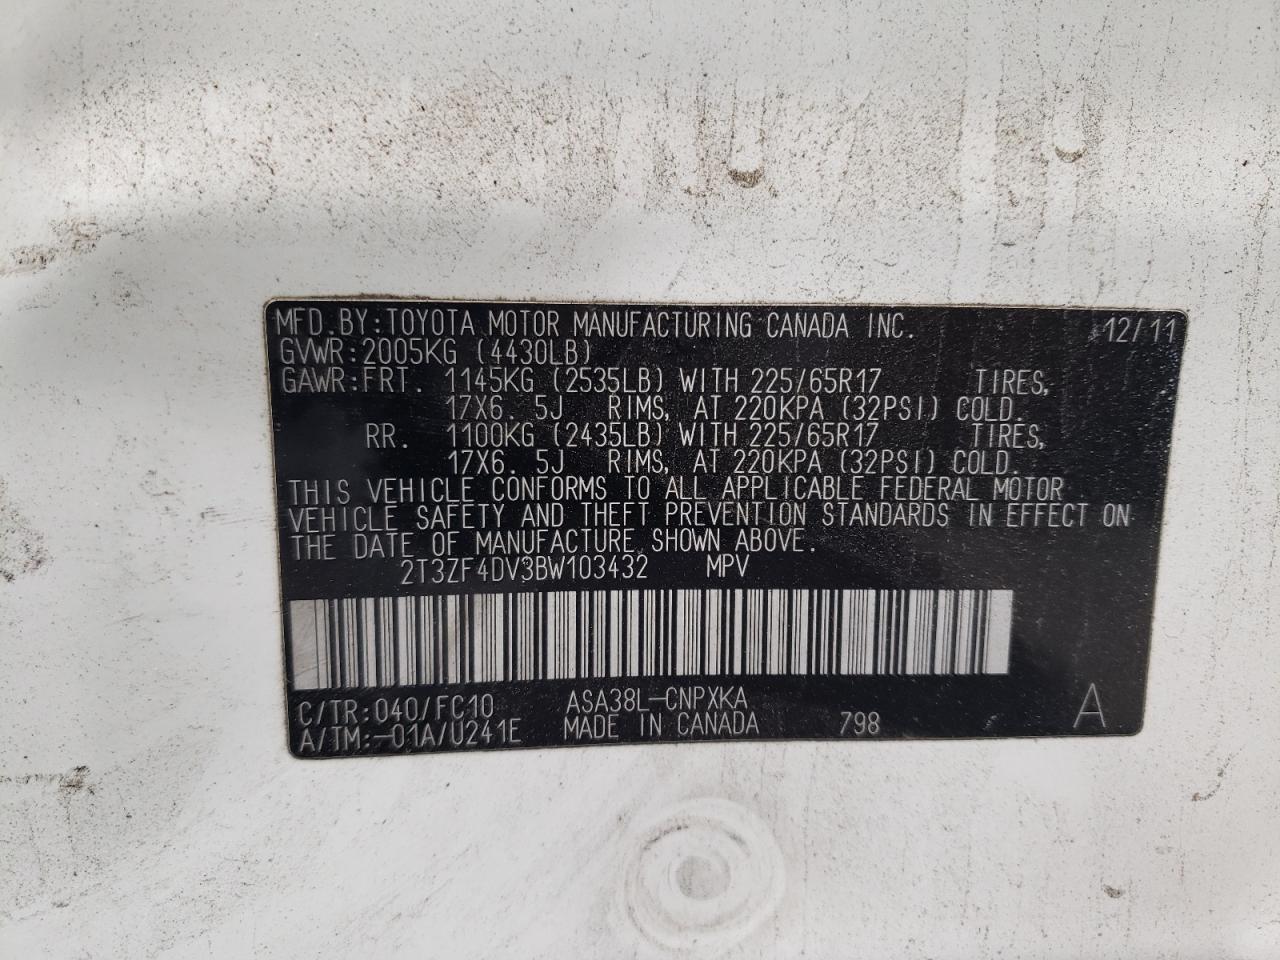 MFD.BY:TOYOTA MOTOR MANUFACTURING CANADA INC. 12/11
GVWR:2005KG (4430LB)
GAWR:FRT. 1145KG (2535LB) WITH 225/65R17 TIRES,
17X6. 5J RIMS, AT 220KPA (32PSI) COLD.
RR. 1100KG (2435LB) WITH 225/65R17 TIRES,
17X6. 5J RIMS, AT 220KPA (32PSI) COLD.
THIS VEHICLE CONFORMS TO ALL APPLICABLE FEDERAL MOTOR
VEHICLE SAFETY AND THEFT PREVENTION STANDARDS IN EFFECT ON
THE DATE OF MANUFACTURE SHOWN ABOVE.
2T3ZF4DV3BW103432 MPV
C/TR:040/FC10 ASA38L-CNPXKA A
A/TM:-01A/U241E MADE IN CANADA 798